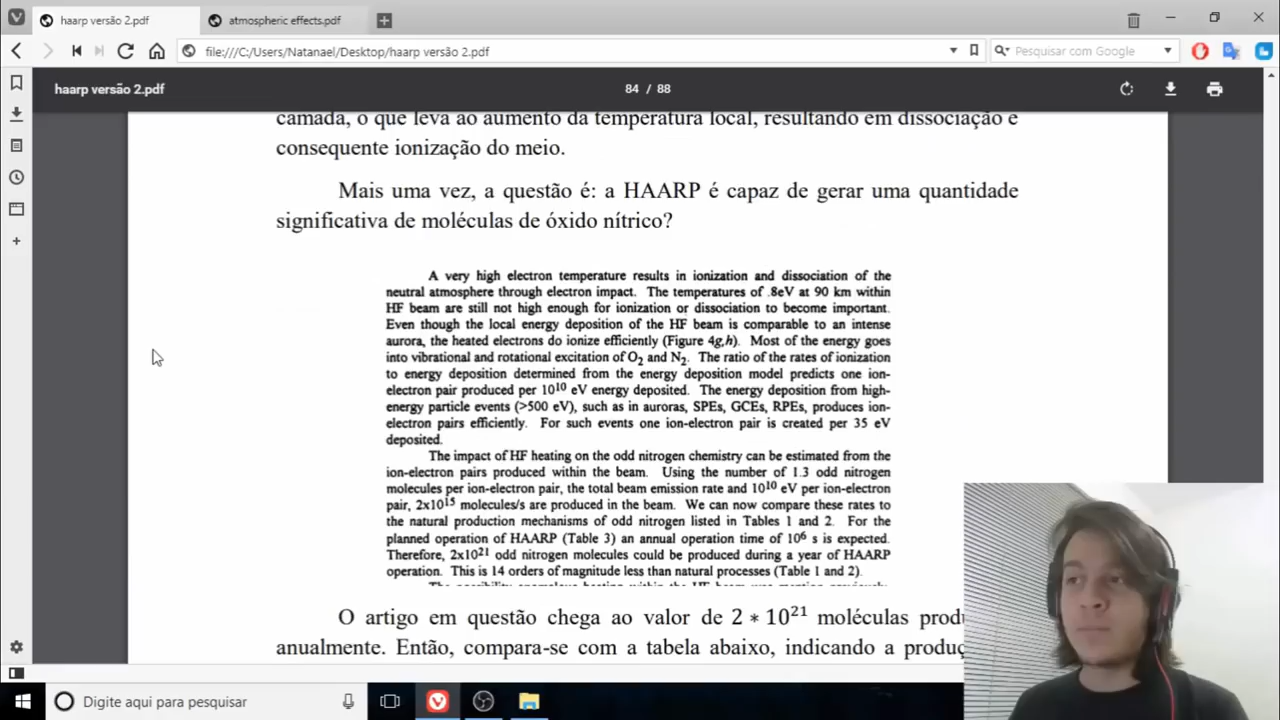 haarp versão 2.pdf
atmospheric effects.pdf
file:///C:/Users/Natanael/Desktop/haarp versão 2.pdf
Pesquisar com Google
haarp versão 2.pdf
84 / 88
camada, o que leva ao aumento da temperatura local, resultando em dissociação e
consequente ionização do meio.
Mais uma vez, a questão é: a HAARP é capaz de gerar uma quantidade
significativa de moléculas de óxido nítrico?
A very high electron temperature results in ionization and dissociation of the
neutral atmosphere through electron impact. The temperatures of .8eV at 90 km within
HF beam are still not high enough for ionization or dissociation to become important.
Even though the local energy deposition of the HF beam is comparable to an intense
aurora, the heated electrons do ionize efficiently (Figure 4g,h). Most of the energy goes
into vibrational and rotational excitation of O2 and N2. The ratio of the rates of ionization
to energy deposition determined from the energy deposition model predicts one ion-
electron pair produced per 10^10 eV energy deposited. The energy deposition from high-
energy particle events (>500 eV), such as in auroras, SPEs, GCEs, RPEs, produces ion-
electron pairs efficiently. For such events one ion-electron pair is created per 35 eV
deposited.
The impact of HF heating on the odd nitrogen chemistry can be estimated from the
ion-electron pairs produced within the beam. Using the number of 1.3 odd nitrogen
molecules per ion-electron pair, the total beam emission rate and 10^10 eV per ion-electron
pair, 2x10^15 molecules/s are produced in the beam. We can now compare these rates to
the natural production mechanisms of odd nitrogen listed in Tables 1 and 2. For the
planned operation of HAARP (Table 3) an annual operation time of 10^6 s is expected.
Therefore, 2x10^21 odd nitrogen molecules could be produced during a year of HAARP
operation. This is 14 orders of magnitude less than natural processes (Table 1 and 2).
O artigo em questão chega ao valor de 2 * 10^21 moléculas prod
anualmente. Então, compara-se com a tabela abaixo, indicando a produç
Digite aqui para pesquisar